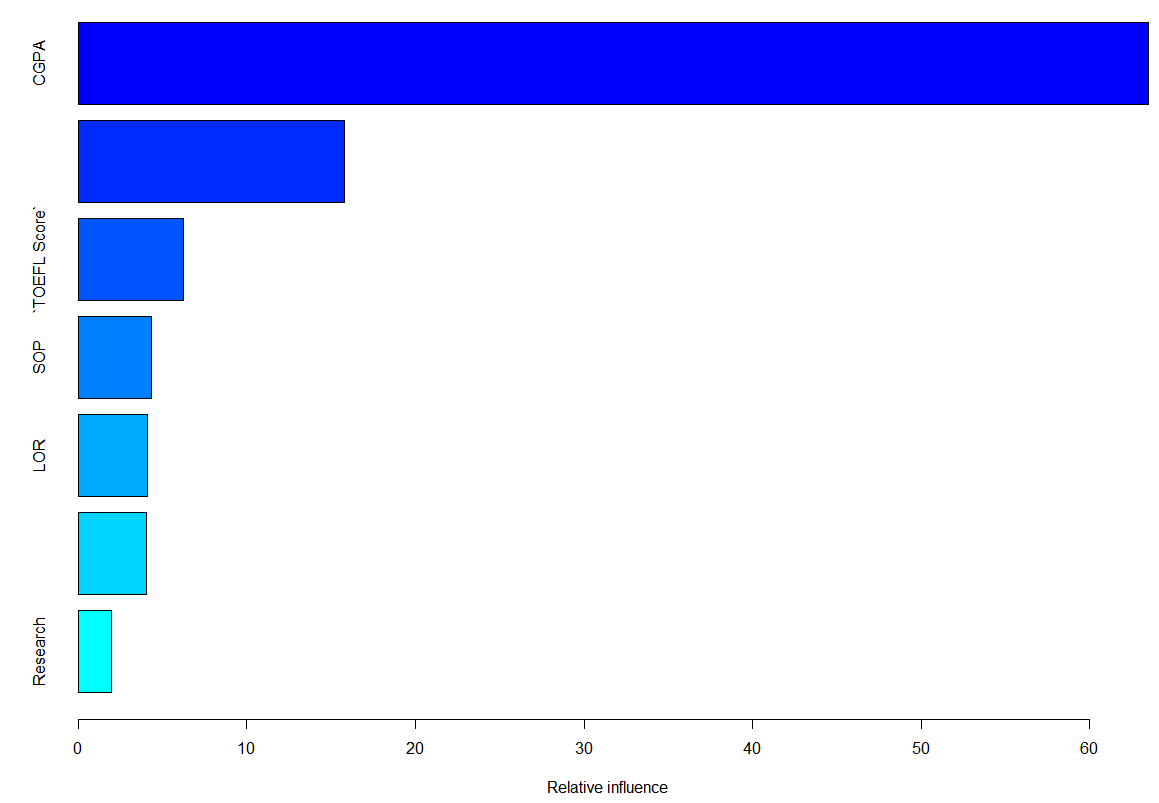 CGPA
`TOEFL Score`
SOP
LOR
Research
0 10 20 30 40 50 60
Relative influence